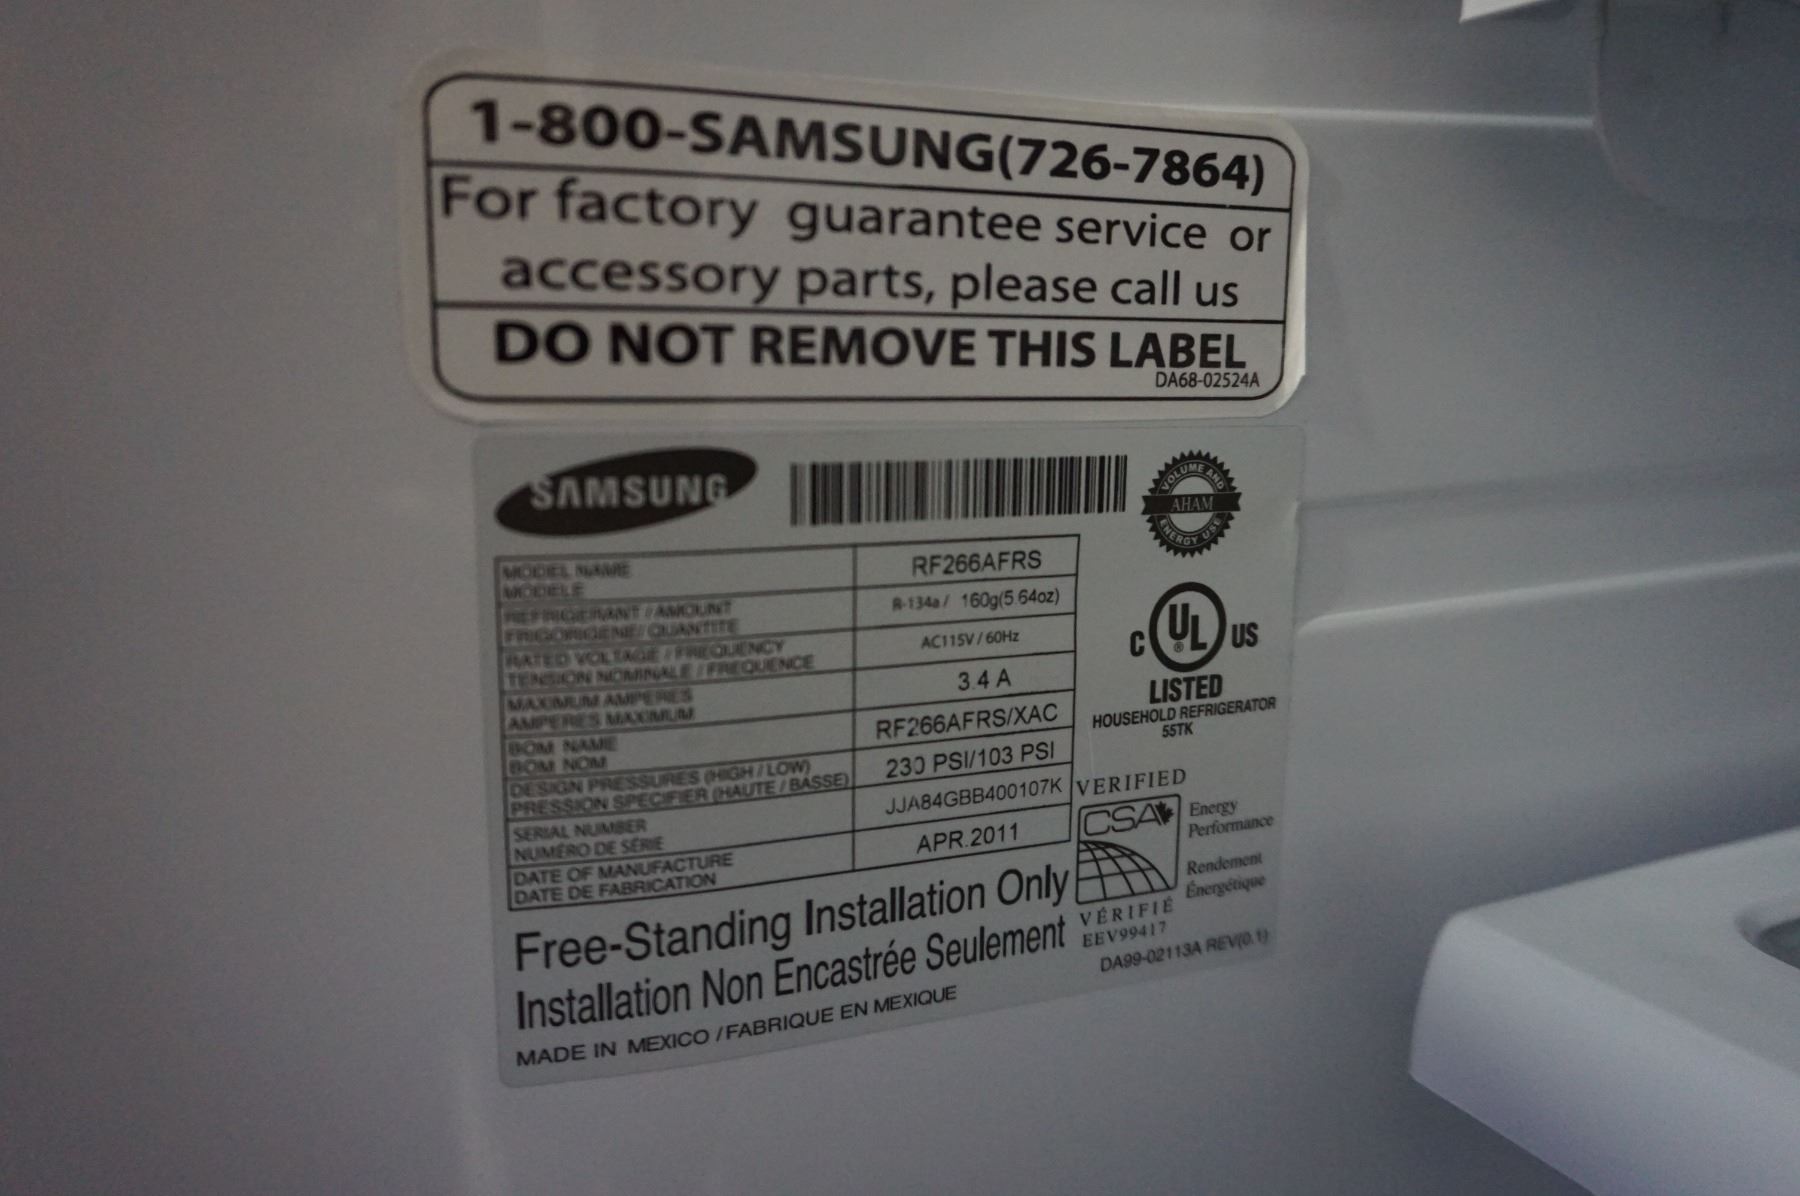 1-800-SAMSUNG(726-7864)
For factory guarantee service or
accessory parts, please call us
DO NOT REMOVE THIS LABEL
DA68-02524A
SAMSUNG
VOLUME AND
AHAM
ENERGY USE
MODEL NAME
MODELE
RF266AFRS
REFRIGERANT / AMOUNT
FRIGORIGENE/ QUANTITE
R-134a / 160g(5.64oz)
RATED VOLTAGE / FREQUENCY
TENSION NOMINALE / FREQUENCE
AC115V / 60Hz
MAXIMUM AMPERES
AMPERES MAXIMUM
3.4 A
BOM NAME
BOM NOM
RF266AFRS/XAC
DESIGN PRESSURES (HIGH / LOW)
PRESSION SPECIFIER (HAUTE / BASSE)
230 PSI/103 PSI
SERIAL NUMBER
NUMÉRO DE SÉRIE
JJA84GBB400107K
DATE OF MANUFACTURE
DATE DE FABRICATION
APR.2011
C UL ® US
LISTED
HOUSEHOLD REFRIGERATOR
55TK
VERIFIED
CSA
Energy
Performance
Rendement
Énergétique
VÉRIFIÉ
EEV99417
DA99-02113A REV(0.1)
Free-Standing Installation Only
Installation Non Encastrée Seulement
MADE IN MEXICO / FABRIQUE EN MEXIQUE